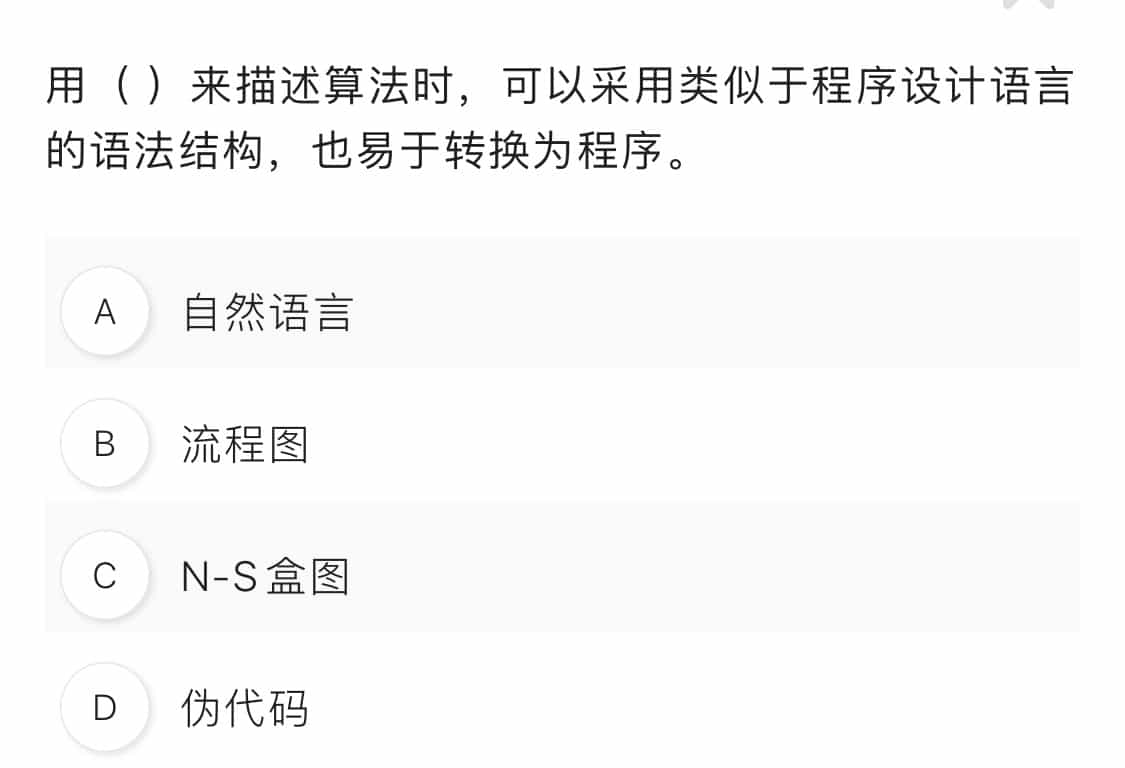 用（ ）来描述算法时，可以采用类似于程序设计语言
的语法结构，也易于转换为程序。
A 自然语言
B 流程图
C N-S盒图
D 伪代码